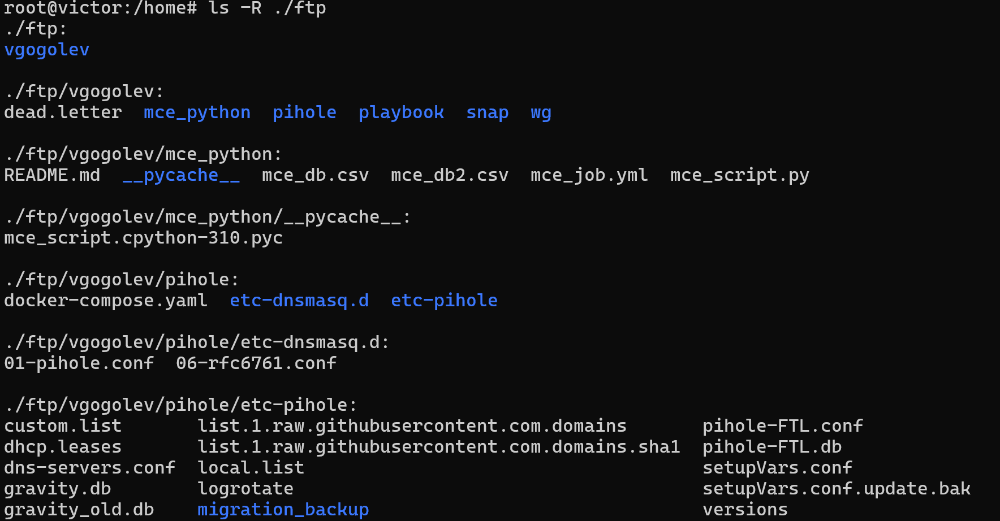 root@victor:/home# ls -R ./ftp
./ftp:
vgogolev

./ftp/vgogolev:
dead.letter  mce_python  pihole  playbook  snap  wg

./ftp/vgogolev/mce_python:
README.md  __pycache__  mce_db.csv  mce_db2.csv  mce_job.yml  mce_script.py

./ftp/vgogolev/mce_python/__pycache__:
mce_script.cpython-310.pyc

./ftp/vgogolev/pihole:
docker-compose.yaml  etc-dnsmasq.d  etc-pihole

./ftp/vgogolev/pihole/etc-dnsmasq.d:
01-pihole.conf  06-rfc6761.conf

./ftp/vgogolev/pihole/etc-pihole:
custom.list       list.1.raw.githubusercontent.com.domains       pihole-FTL.conf
dhcp.leases       list.1.raw.githubusercontent.com.domains.sha1  pihole-FTL.db
dns-servers.conf  local.list                                     setupVars.conf
gravity.db        logrotate                                      setupVars.conf.update.bak
gravity_old.db    migration_backup                               versions